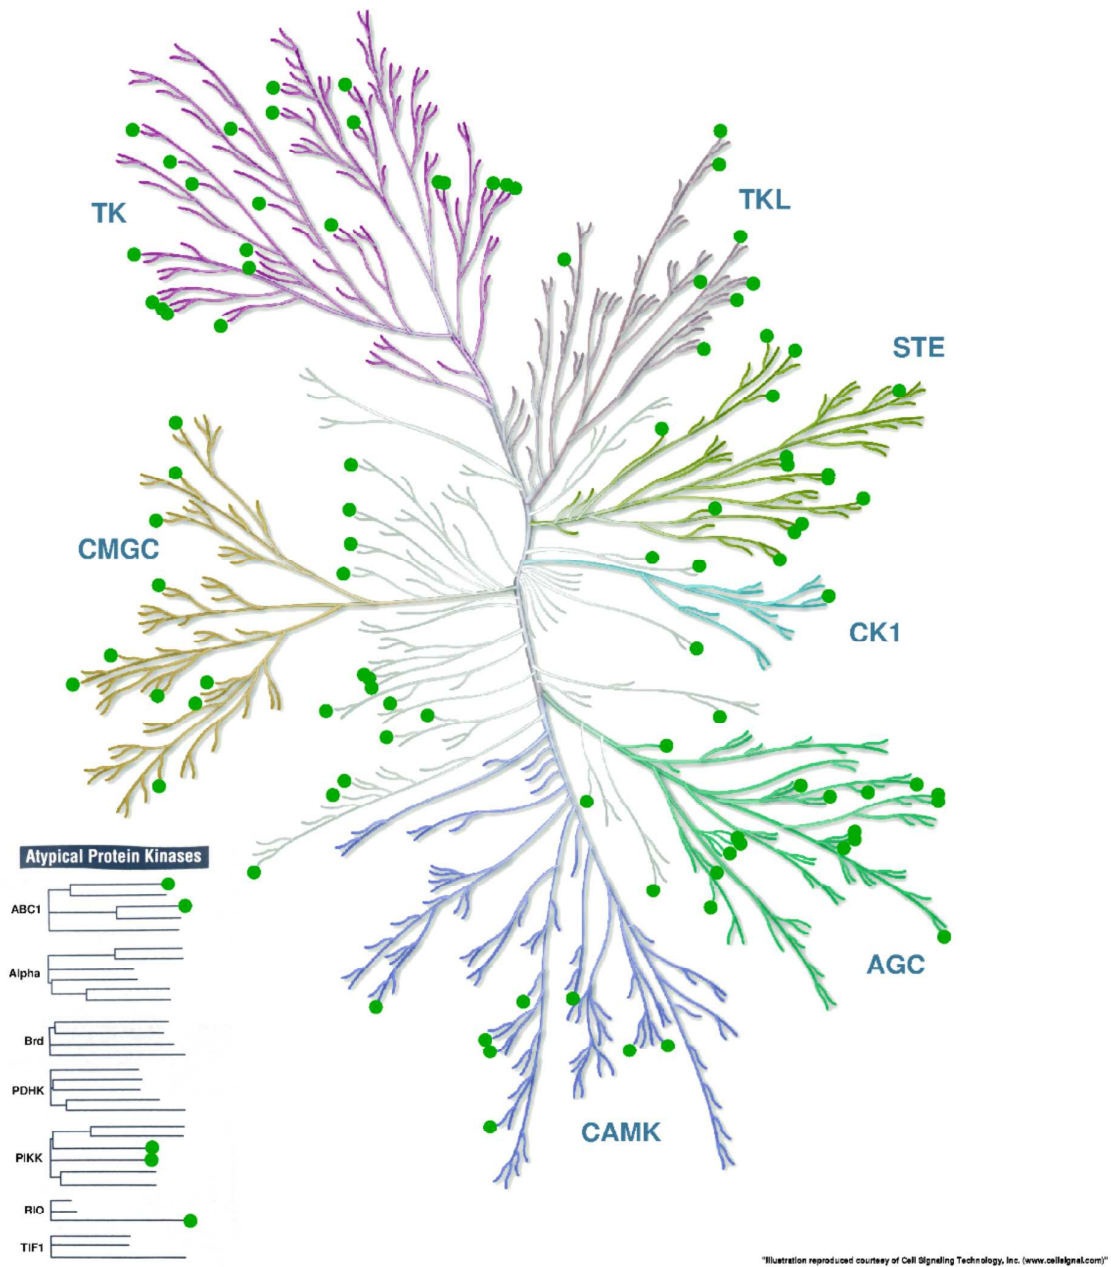 TK
TKL
STE
CMGC
CK1
Atypical Protein Kinases
ABC1
Alpha
AGC
Brd
PDHK
CAMK
PIKK
RIO
TIF1
"Illustration reproduced courtesy of Cell Signaling Technology, Inc. (www.cellsignal.com)"